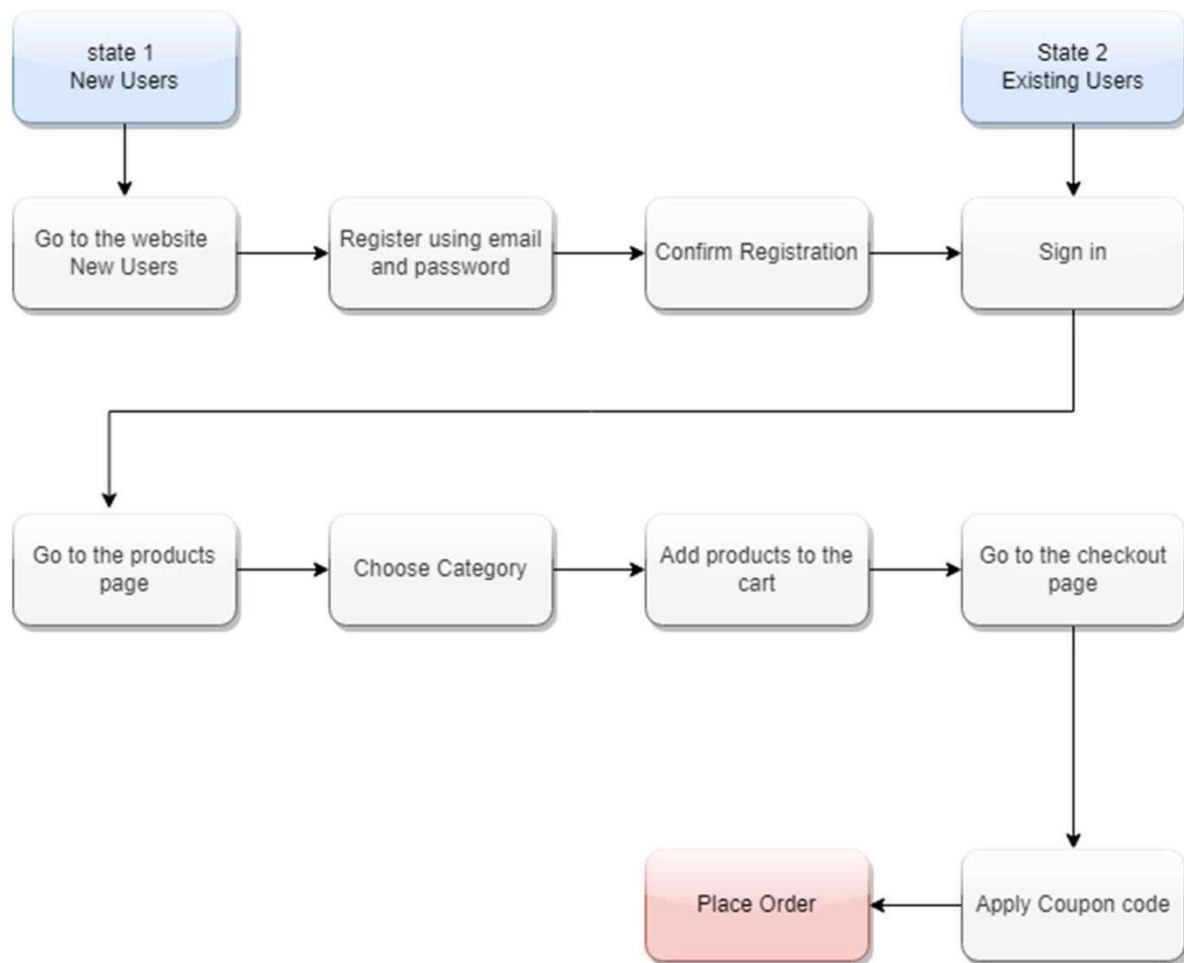 state 1
New Users
State 2
Existing Users
Go to the website
New Users
Register using email
and password
Confirm Registration
Sign in
Go to the products
page
Choose Category
Add products to the
cart
Go to the checkout
page
Place Order
Apply Coupon code